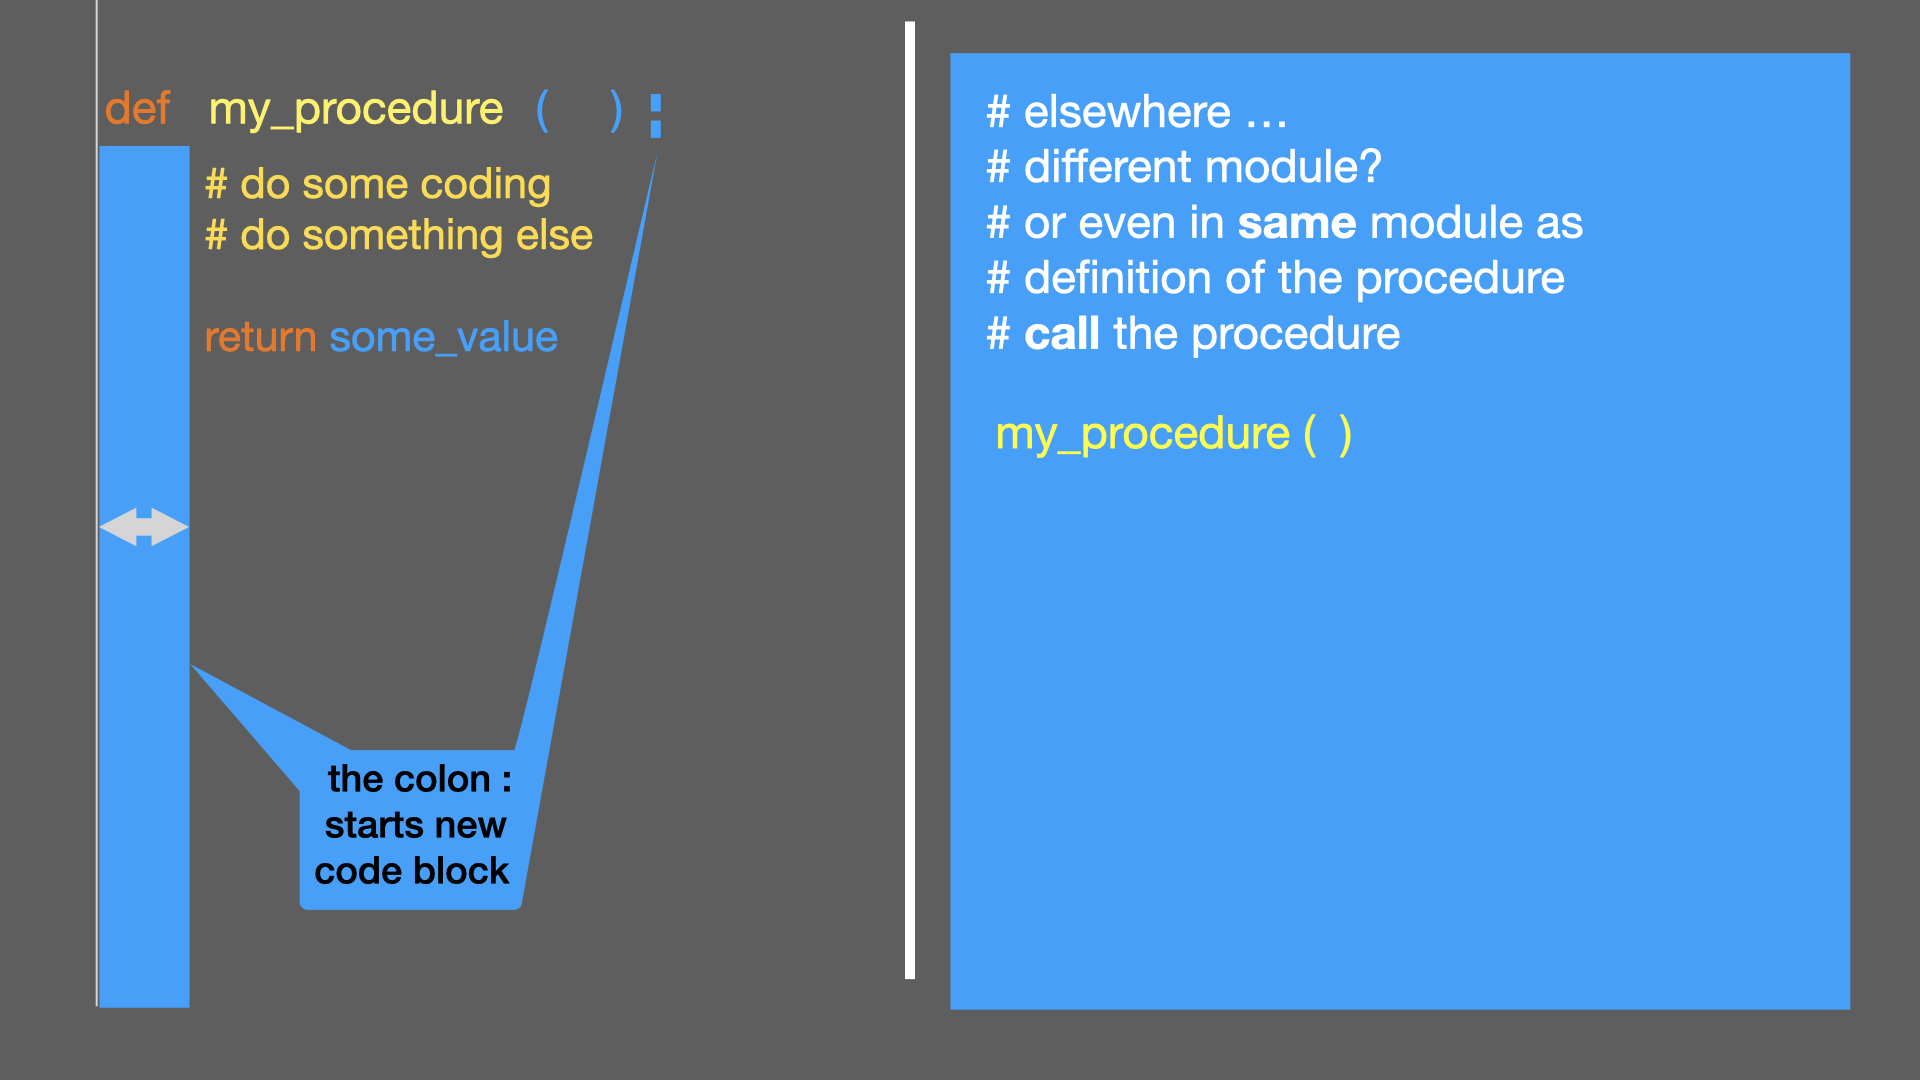 def my_procedure ( ) :
# do some coding
# do something else
return some_value
the colon :
starts new
code block
# elsewhere …
# different module?
# or even in same module as
# definition of the procedure
# call the procedure
my_procedure ( )